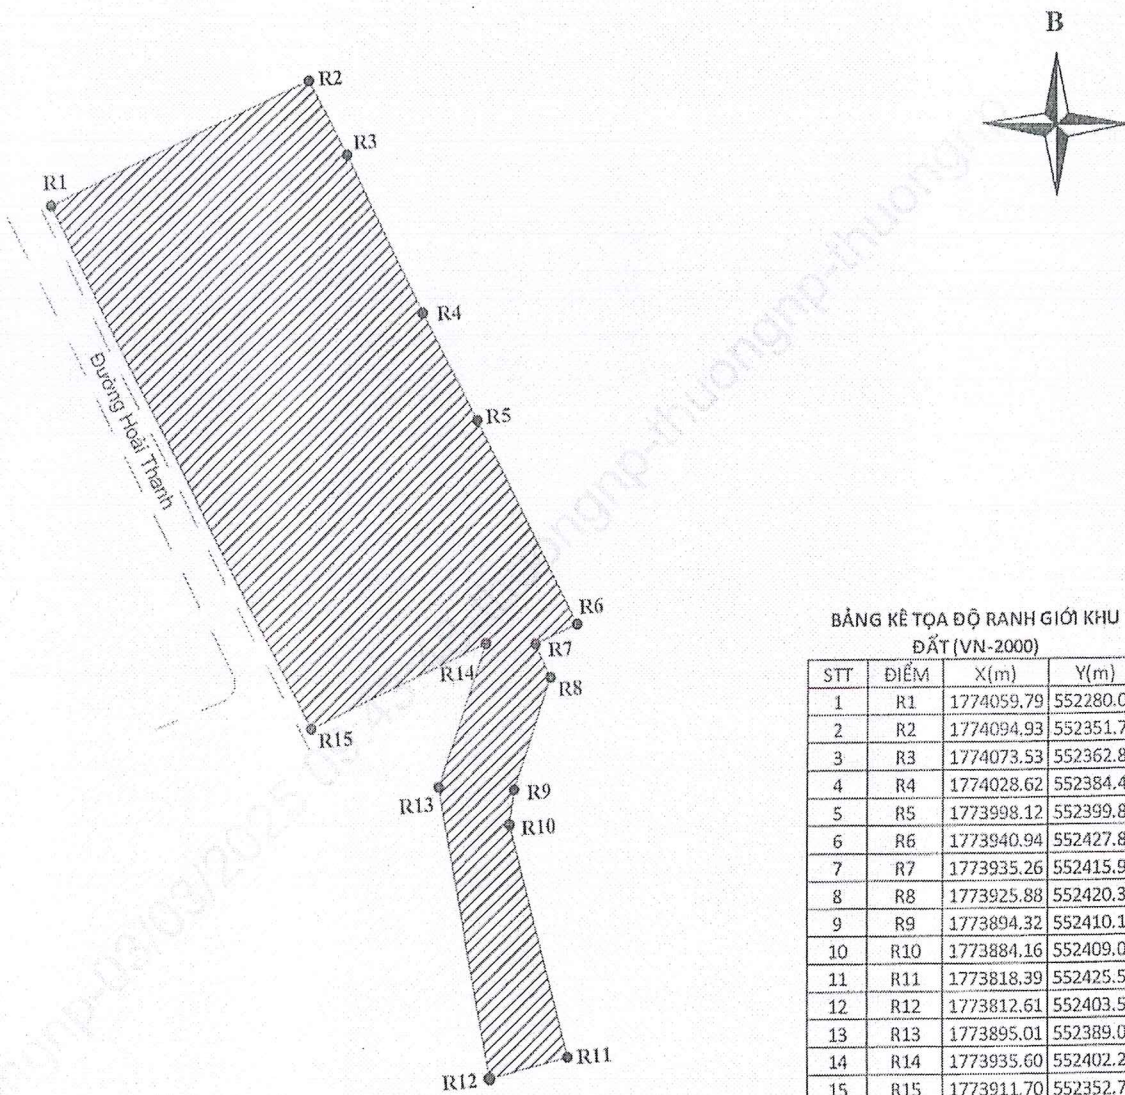 B
R2
R3
R1
R4
Đường Hoài Thanh
R5
R6
R7
R14
R8
R15
R13
R9
R10
R11
R12
BẢNG KÊ TỌA ĐỘ RANH GIỚI KHU
ĐẤT (VN-2000)
STT ĐIỂM X(m) Y(m)
1 R1 1774059.79 552280.0
2 R2 1774094.93 552351.7
3 R3 1774073.53 552362.8
4 R4 1774028.62 552384.4
5 R5 1773998.12 552399.8
6 R6 1773940.94 552427.8
7 R7 1773935.26 552415.9
8 R8 1773925.88 552420.3
9 R9 1773894.32 552410.1
10 R10 1773884.16 552409.0
11 R11 1773818.39 552425.5
12 R12 1773812.61 552403.5
13 R13 1773895.01 552389.0
14 R14 1773935.60 552402.2
15 R15 1773911.70 552352.7
thuongnp-thuongnp